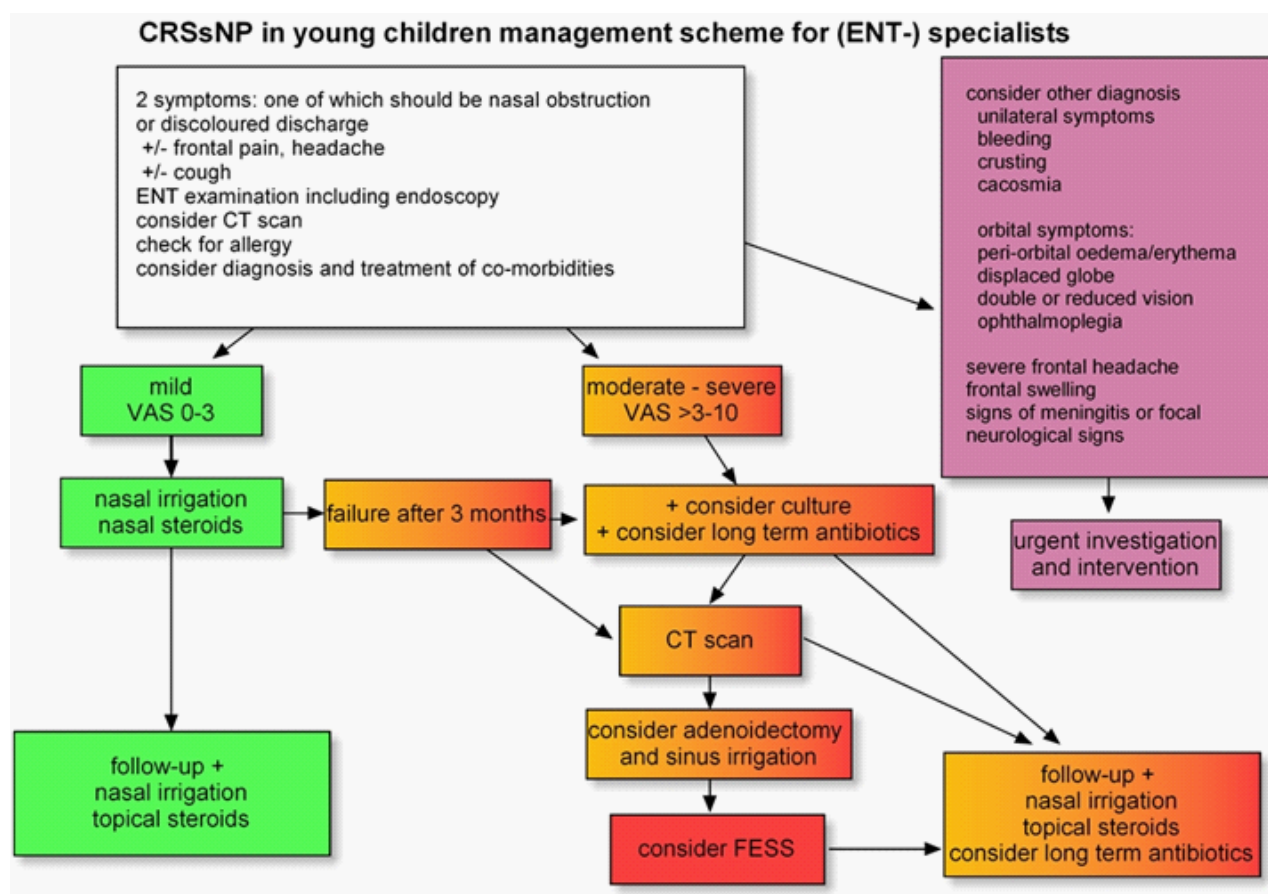 CRSsNP in young children management scheme for (ENT-) specialists
2 symptoms: one of which should be nasal obstruction
or discoloured discharge
+/- frontal pain, headache
+/- cough
ENT examination including endoscopy
consider CT scan
check for allergy
consider diagnosis and treatment of co-morbidities
consider other diagnosis
unilateral symptoms
bleeding
crusting
cacosmia
orbital symptoms:
peri-orbital oedema/erythema
displaced globe
double or reduced vision
ophthalmoplegia
severe frontal headache
frontal swelling
signs of meningitis or focal
neurological signs
mild
VAS 0-3
moderate - severe
VAS >3-10
nasal irrigation
nasal steroids
failure after 3 months
+ consider culture
+ consider long term antibiotics
urgent investigation
and intervention
CT scan
consider adenoidectomy
and sinus irrigation
follow-up +
nasal irrigation
topical steroids
consider FESS
follow-up +
nasal irrigation
topical steroids
consider long term antibiotics